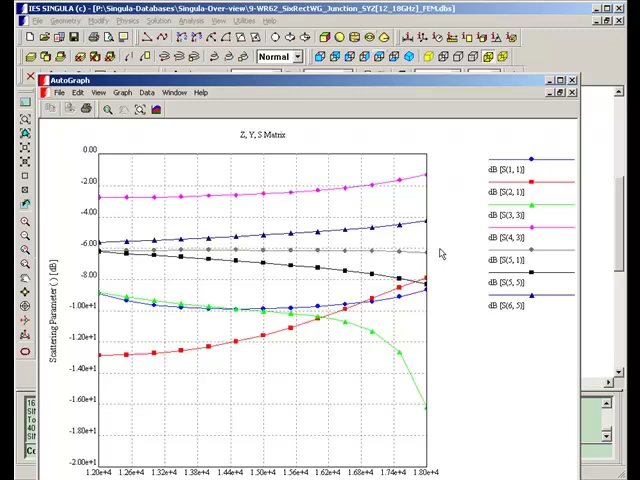 IES SINGULA (c) - [P:\Singula-Databases\Singula-Over-view\9-WR62_SixRectWG_Junction_SYZ[12_18GHz]_FEM.dbs]
File Geometry Modify Physics Solution Analysis View Utilities Help
Normal
AutoGraph
File Edit View Graph Data Window Help
Z, Y, S Matrix
0.00
-2.00
-4.00
-6.00
-8.00
-1.00e+1
-1.20e+1
-1.40e+1
-1.60e+1
-1.80e+1
-2.00e+1
Scattering Parameter ( ) [dB]
1.20e+4 1.26e+4 1.32e+4 1.38e+4 1.44e+4 1.50e+4 1.56e+4 1.62e+4 1.68e+4 1.74e+4 1.80e+4
dB [S(1, 1)]
dB [S(2, 1)]
dB [S(3, 3)]
dB [S(4, 3)]
dB [S(5, 1)]
dB [S(5, 5)]
dB [S(6, 5)]
16
To
40